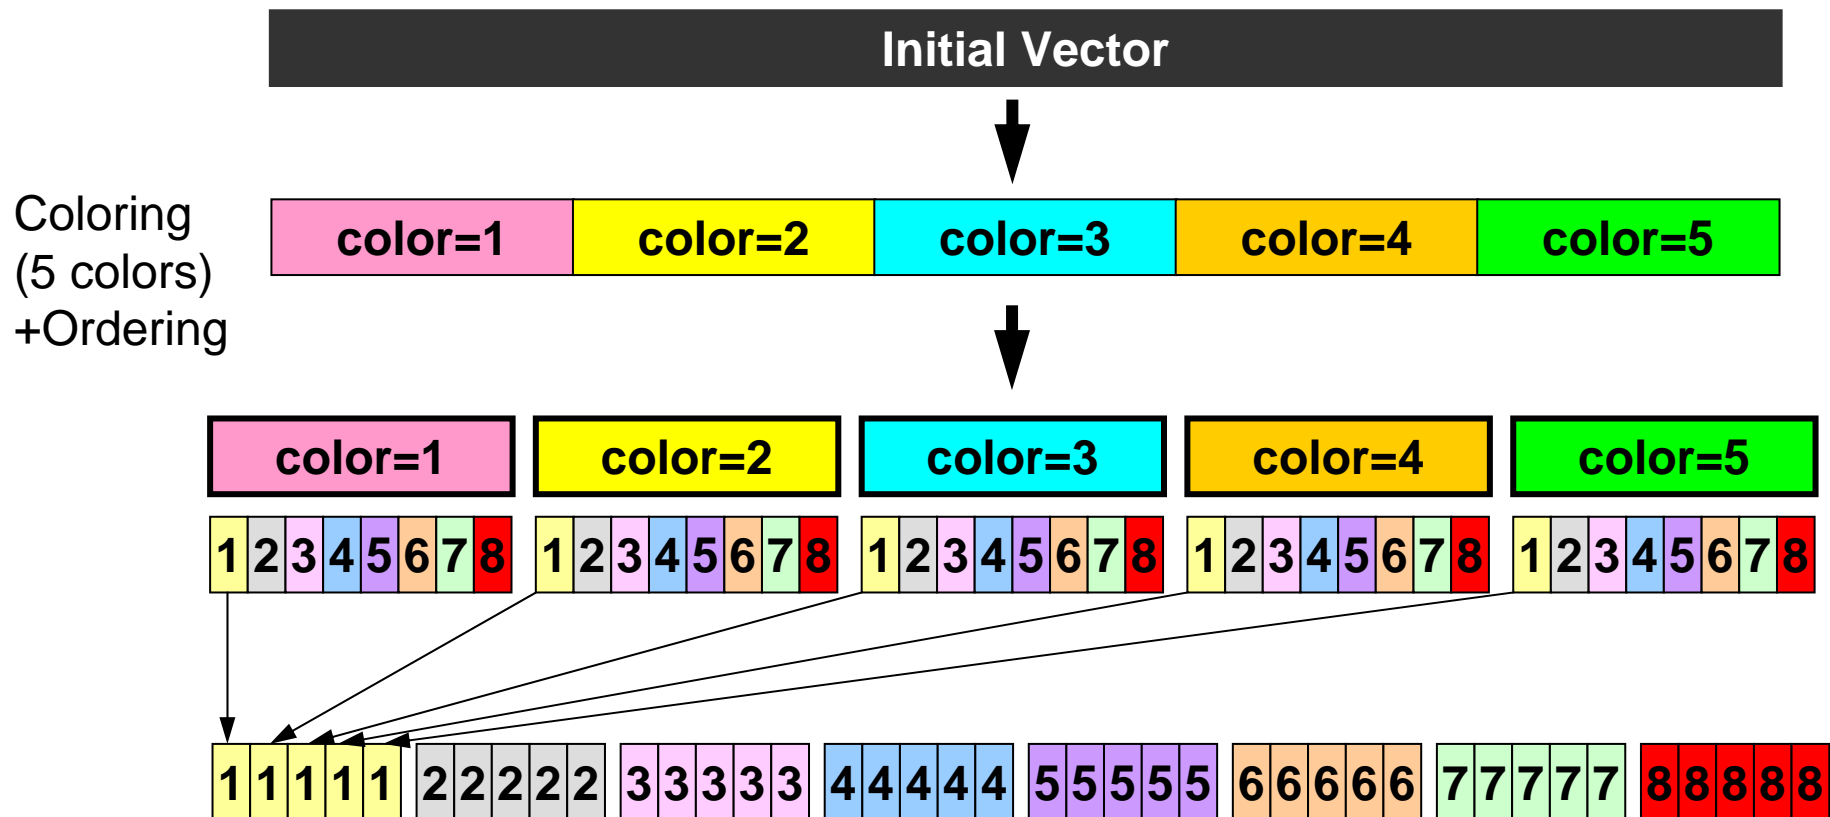 Initial Vector
Coloring
(5 colors)
+Ordering
color=1 color=2 color=3 color=4 color=5
color=1 color=2 color=3 color=4 color=5
1 2 3 4 5 6 7 8 1 2 3 4 5 6 7 8 1 2 3 4 5 6 7 8 1 2 3 4 5 6 7 8 1 2 3 4 5 6 7 8
1 1 1 1 1 2 2 2 2 2 3 3 3 3 3 4 4 4 4 4 5 5 5 5 5 6 6 6 6 6 7 7 7 7 7 8 8 8 8 8